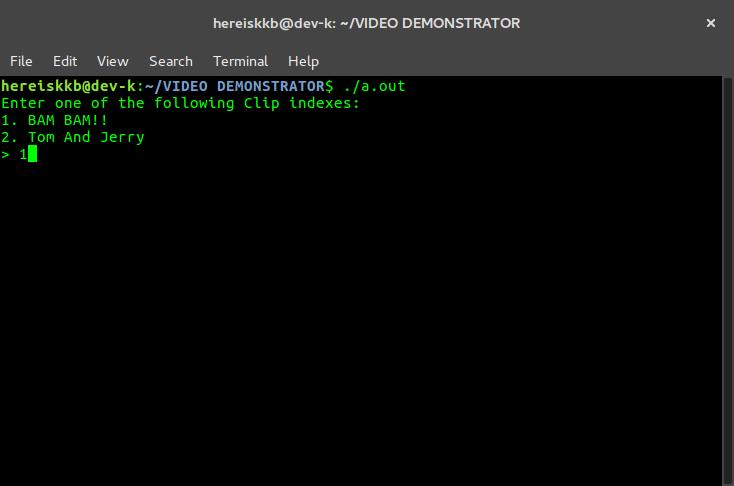 hereiskkb@dev-k: ~/VIDEO DEMONSTRATOR
×
File Edit View Search Terminal Help
hereiskkb@dev-k:~/VIDEO DEMONSTRATOR$ ./a.out
Enter one of the following Clip indexes:
1. BAM BAM!!
2. Tom And Jerry
> 1